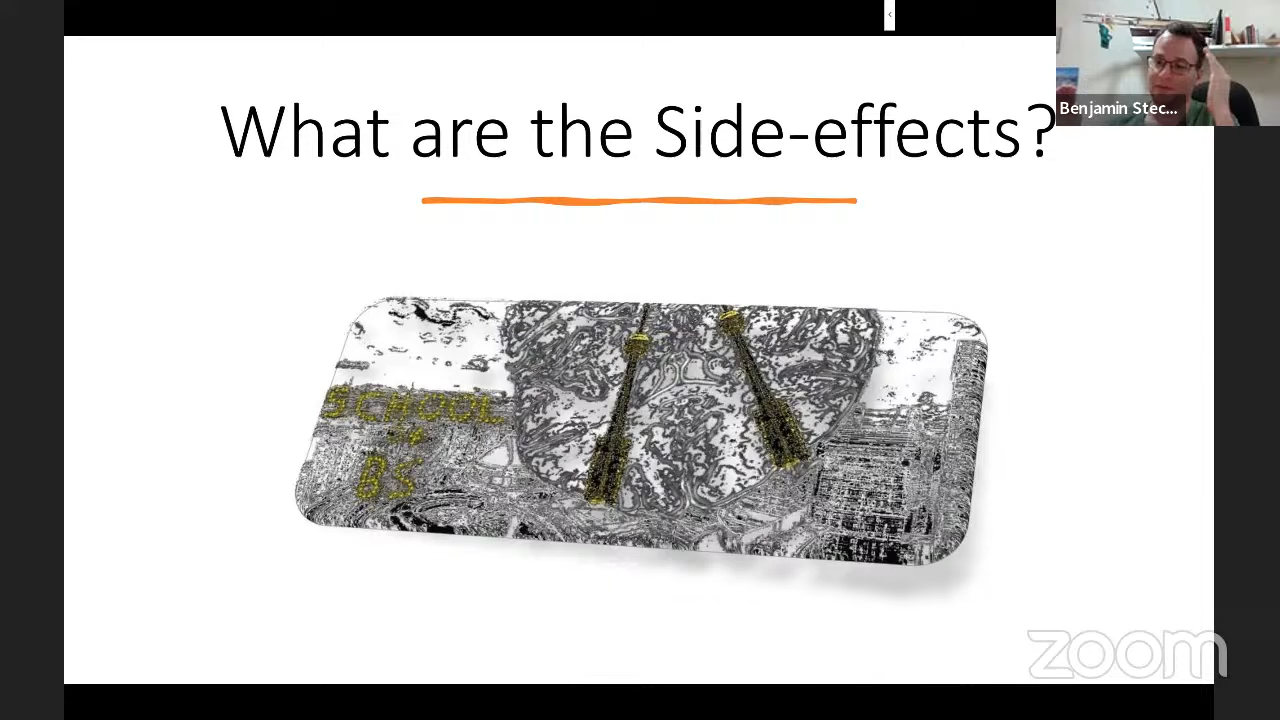 Benjamin Stec...
What are the Side-effects?
SCHOOL
BS
zoom